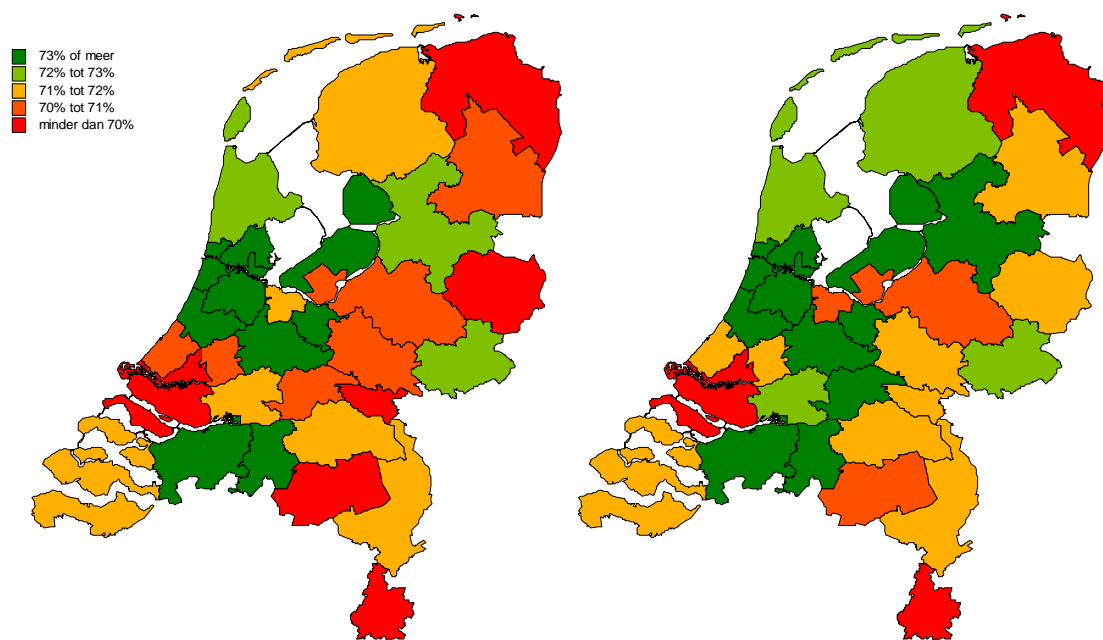 73% of meer
72% tot 73%
71% tot 72%
70% tot 71%
minder dan 70%